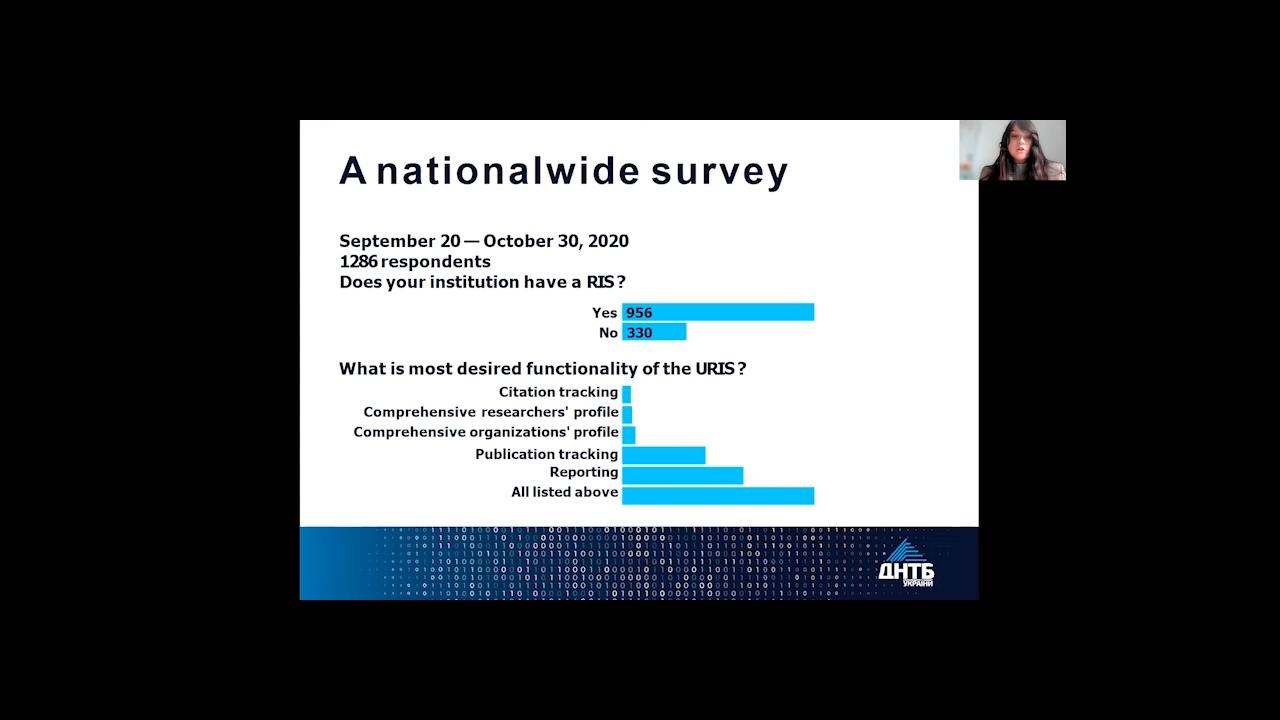 A nationalwide survey
September 20 — October 30, 2020
1286 respondents
Does your institution have a RIS?
Yes 956
No 330
What is most desired functionality of the URIS?
Citation tracking
Comprehensive researchers' profile
Comprehensive organizations' profile
Publication tracking
Reporting
All listed above
ДНТБ
УКРАЇНИ